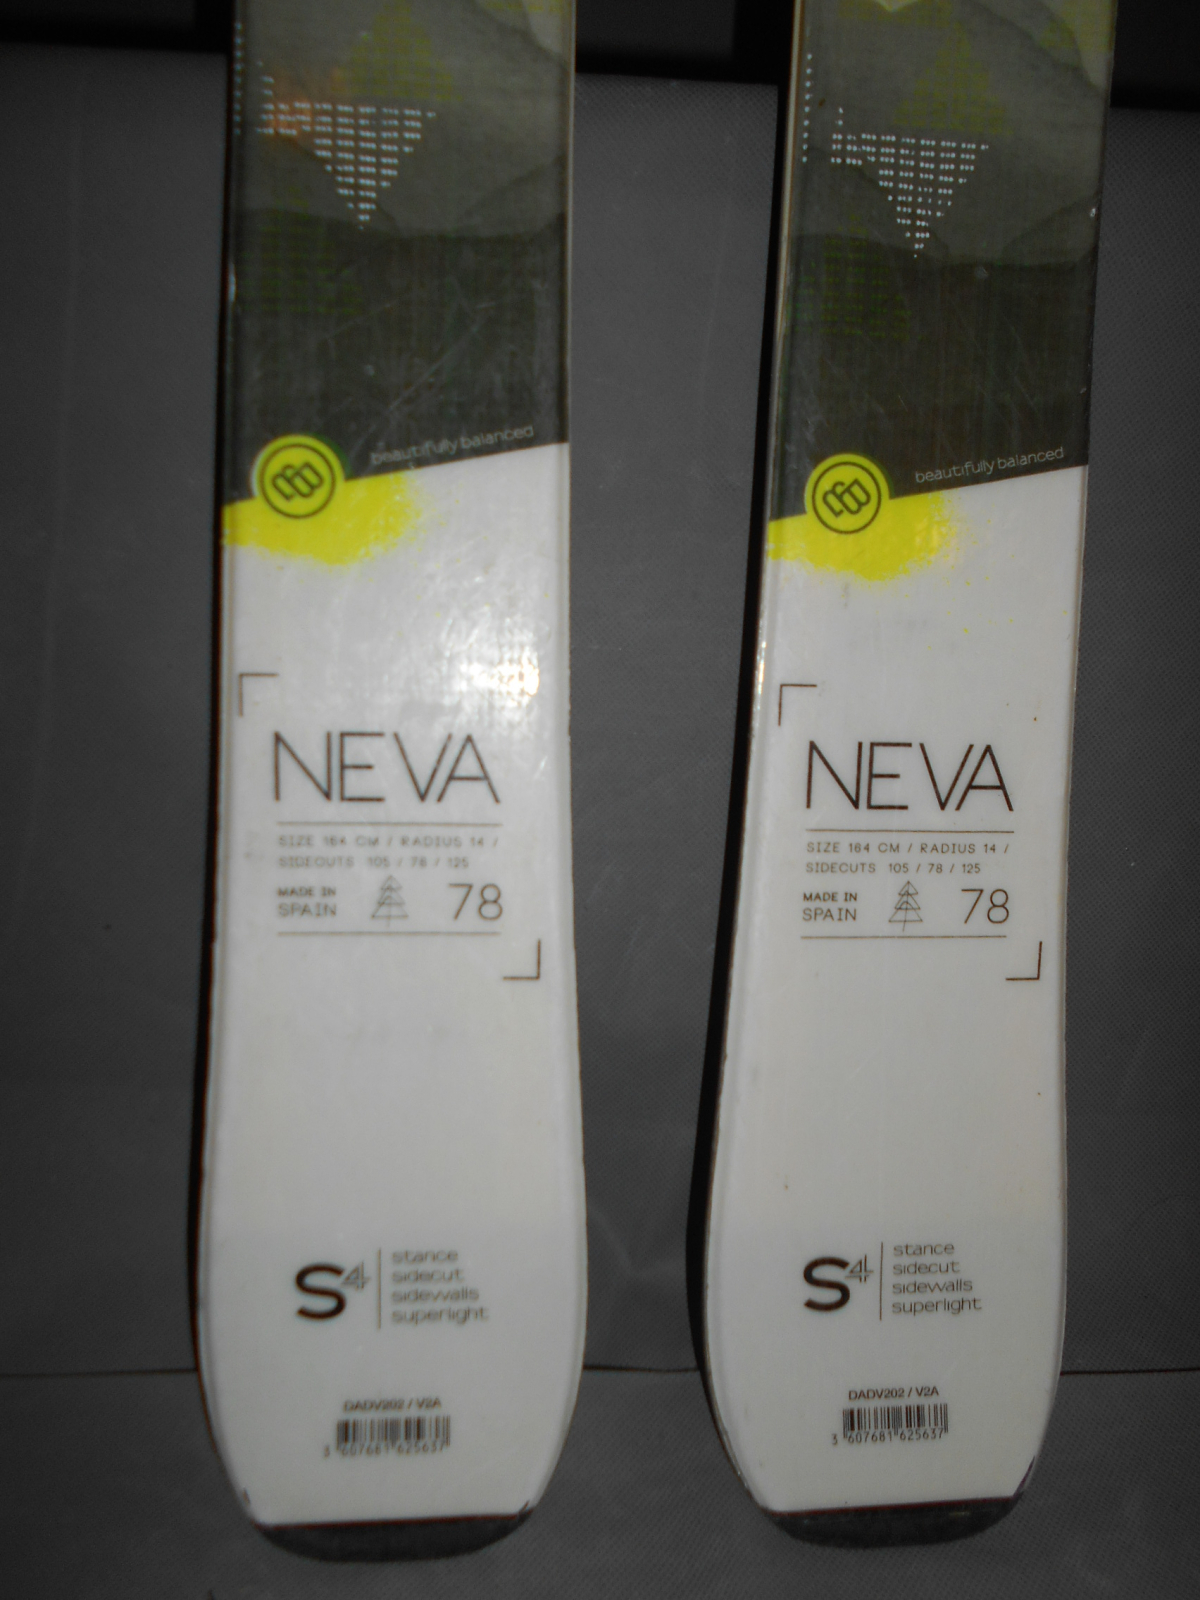 beautifully balanced
NEVA
SIZE 164 CM / RADIUS 14 /
SIDECUTS 105 / 78 / 125
MADE IN
SPAIN
78
S4
stance
sidecut
sidewalls
superlight
DADV202 / V2A
3 607681 625637
beautifully balanced
NEVA
SIZE 164 CM / RADIUS 14 /
SIDECUTS 105 / 78 / 125
MADE IN
SPAIN
78
S4
stance
sidecut
sidewalls
superlight
DADV202 / V2A
3 607681 625637